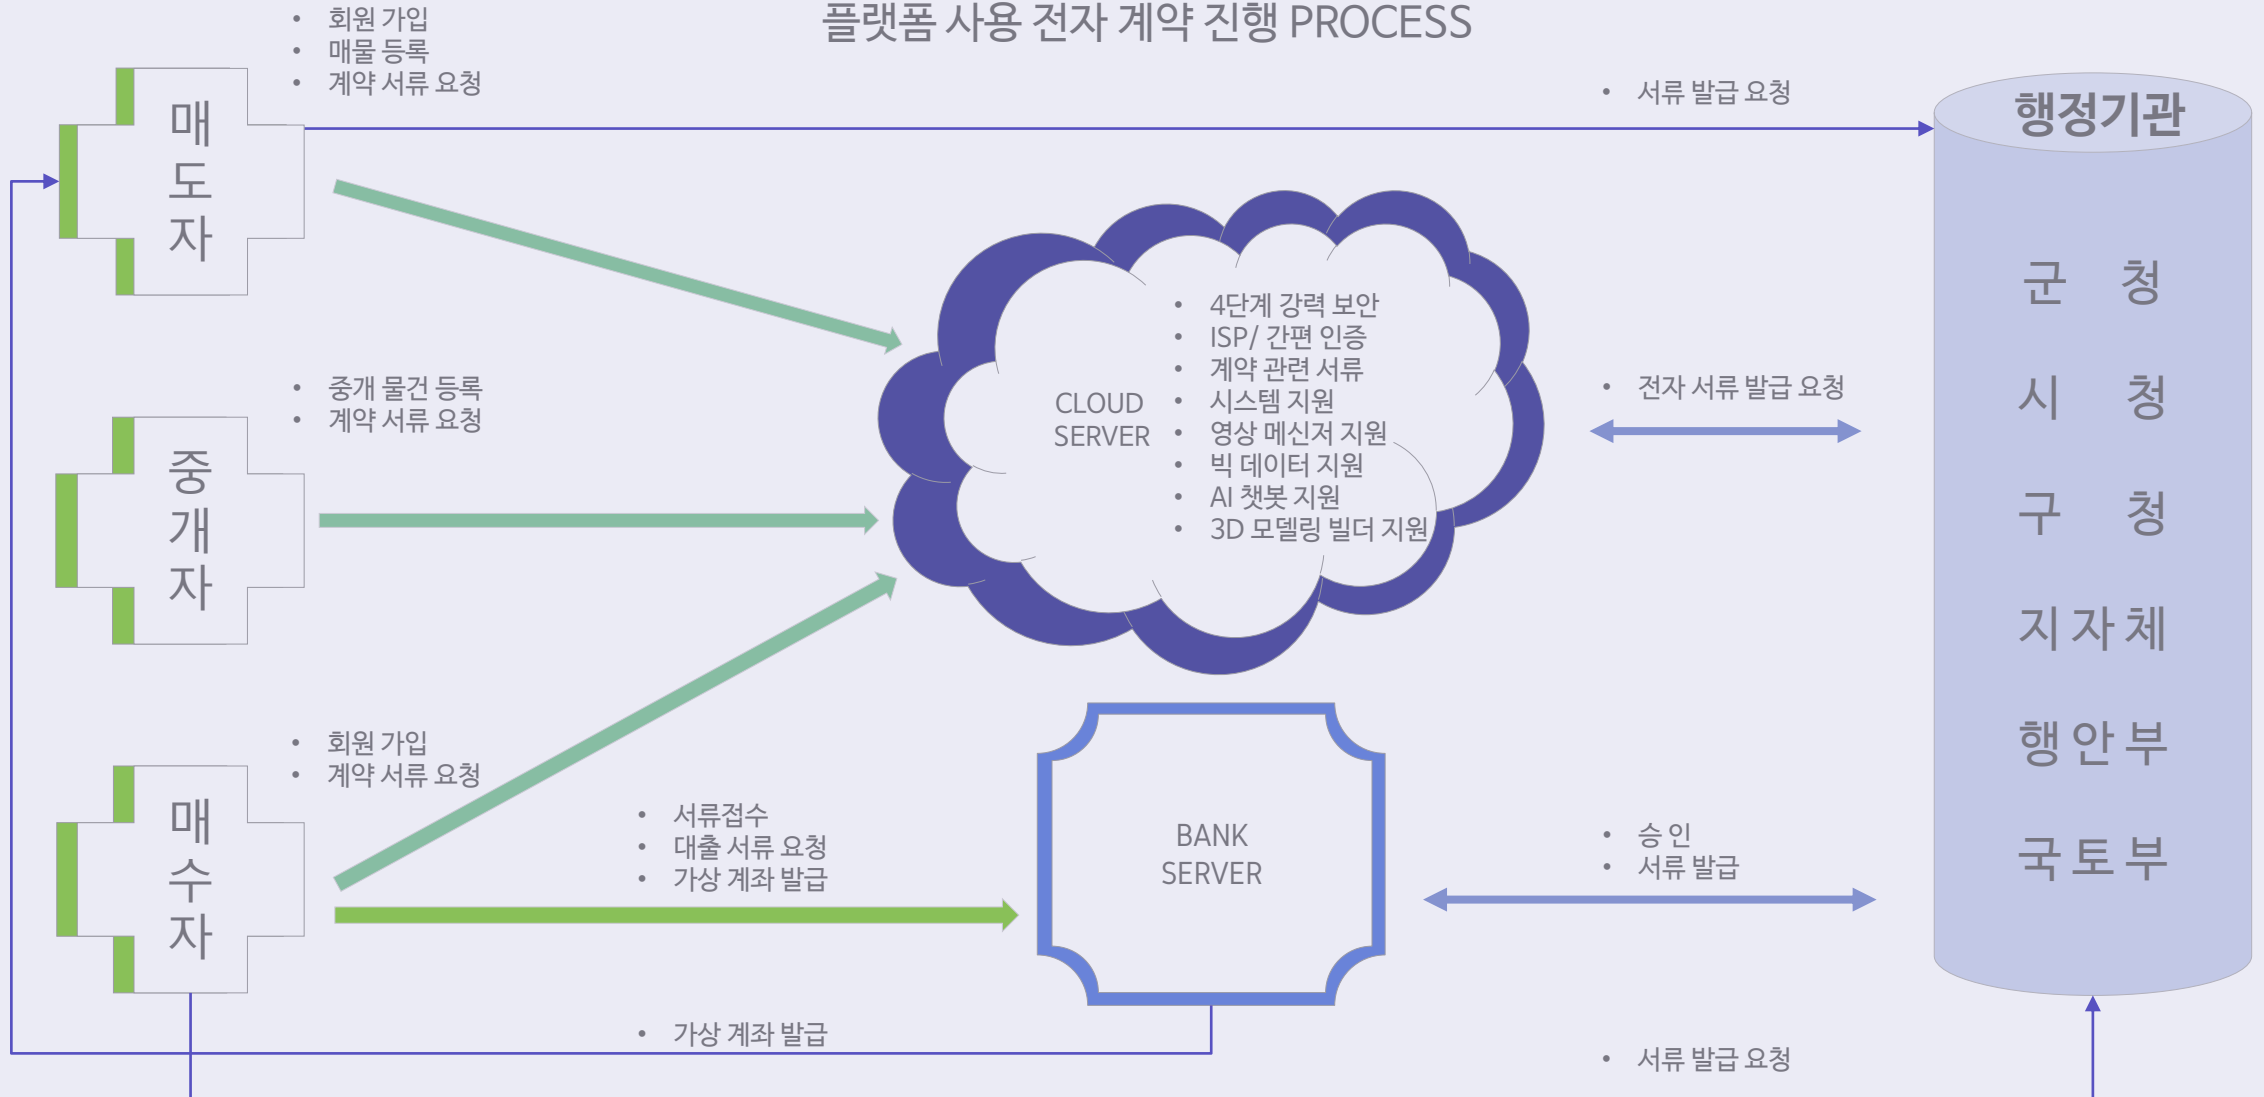 플랫폼 사용 전자 계약 진행 PROCESS
• 회원 가입
• 매물 등록
• 계약 서류 요청
매
도
자
• 서류 발급 요청
행정기관
군 청
시 청
구 청
지자체
행안부
국토부
• 중개 물건 등록
• 계약 서류 요청
중
개
자
CLOUD
SERVER
• 4단계 강력 보안
• ISP/ 간편 인증
• 계약 관련 서류
• 시스템 지원
• 영상 메신저 지원
• 빅 데이터 지원
• AI 챗봇 지원
• 3D 모델링 빌더 지원
• 전자 서류 발급 요청
• 회원 가입
• 계약 서류 요청
매
수
자
• 서류접수
• 대출 서류 요청
• 가상 계좌 발급
BANK
SERVER
• 승 인
• 서류 발급
• 가상 계좌 발급
• 서류 발급 요청